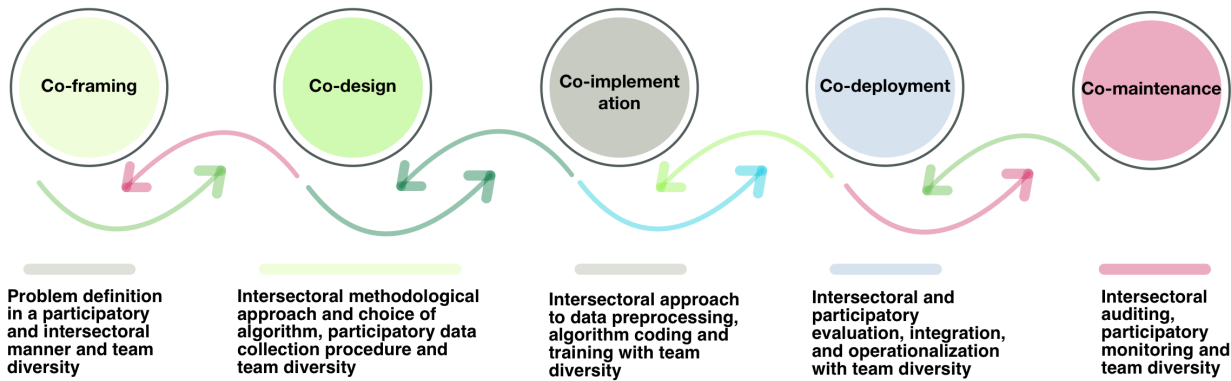 Co-framing
Co-design
Co-implement
ation
Co-deployment
Co-maintenance
Problem definition
in a participatory
and intersectoral
manner and team
diversity
Intersectoral methodological
approach and choice of
algorithm, participatory data
collection procedure and
team diversity
Intersectoral approach
to data preprocessing,
algorithm coding and
training with team
diversity
Intersectoral and
participatory
evaluation, integration,
and operationalization
with team diversity
Intersectoral
auditing,
participatory
monitoring and
team diversity